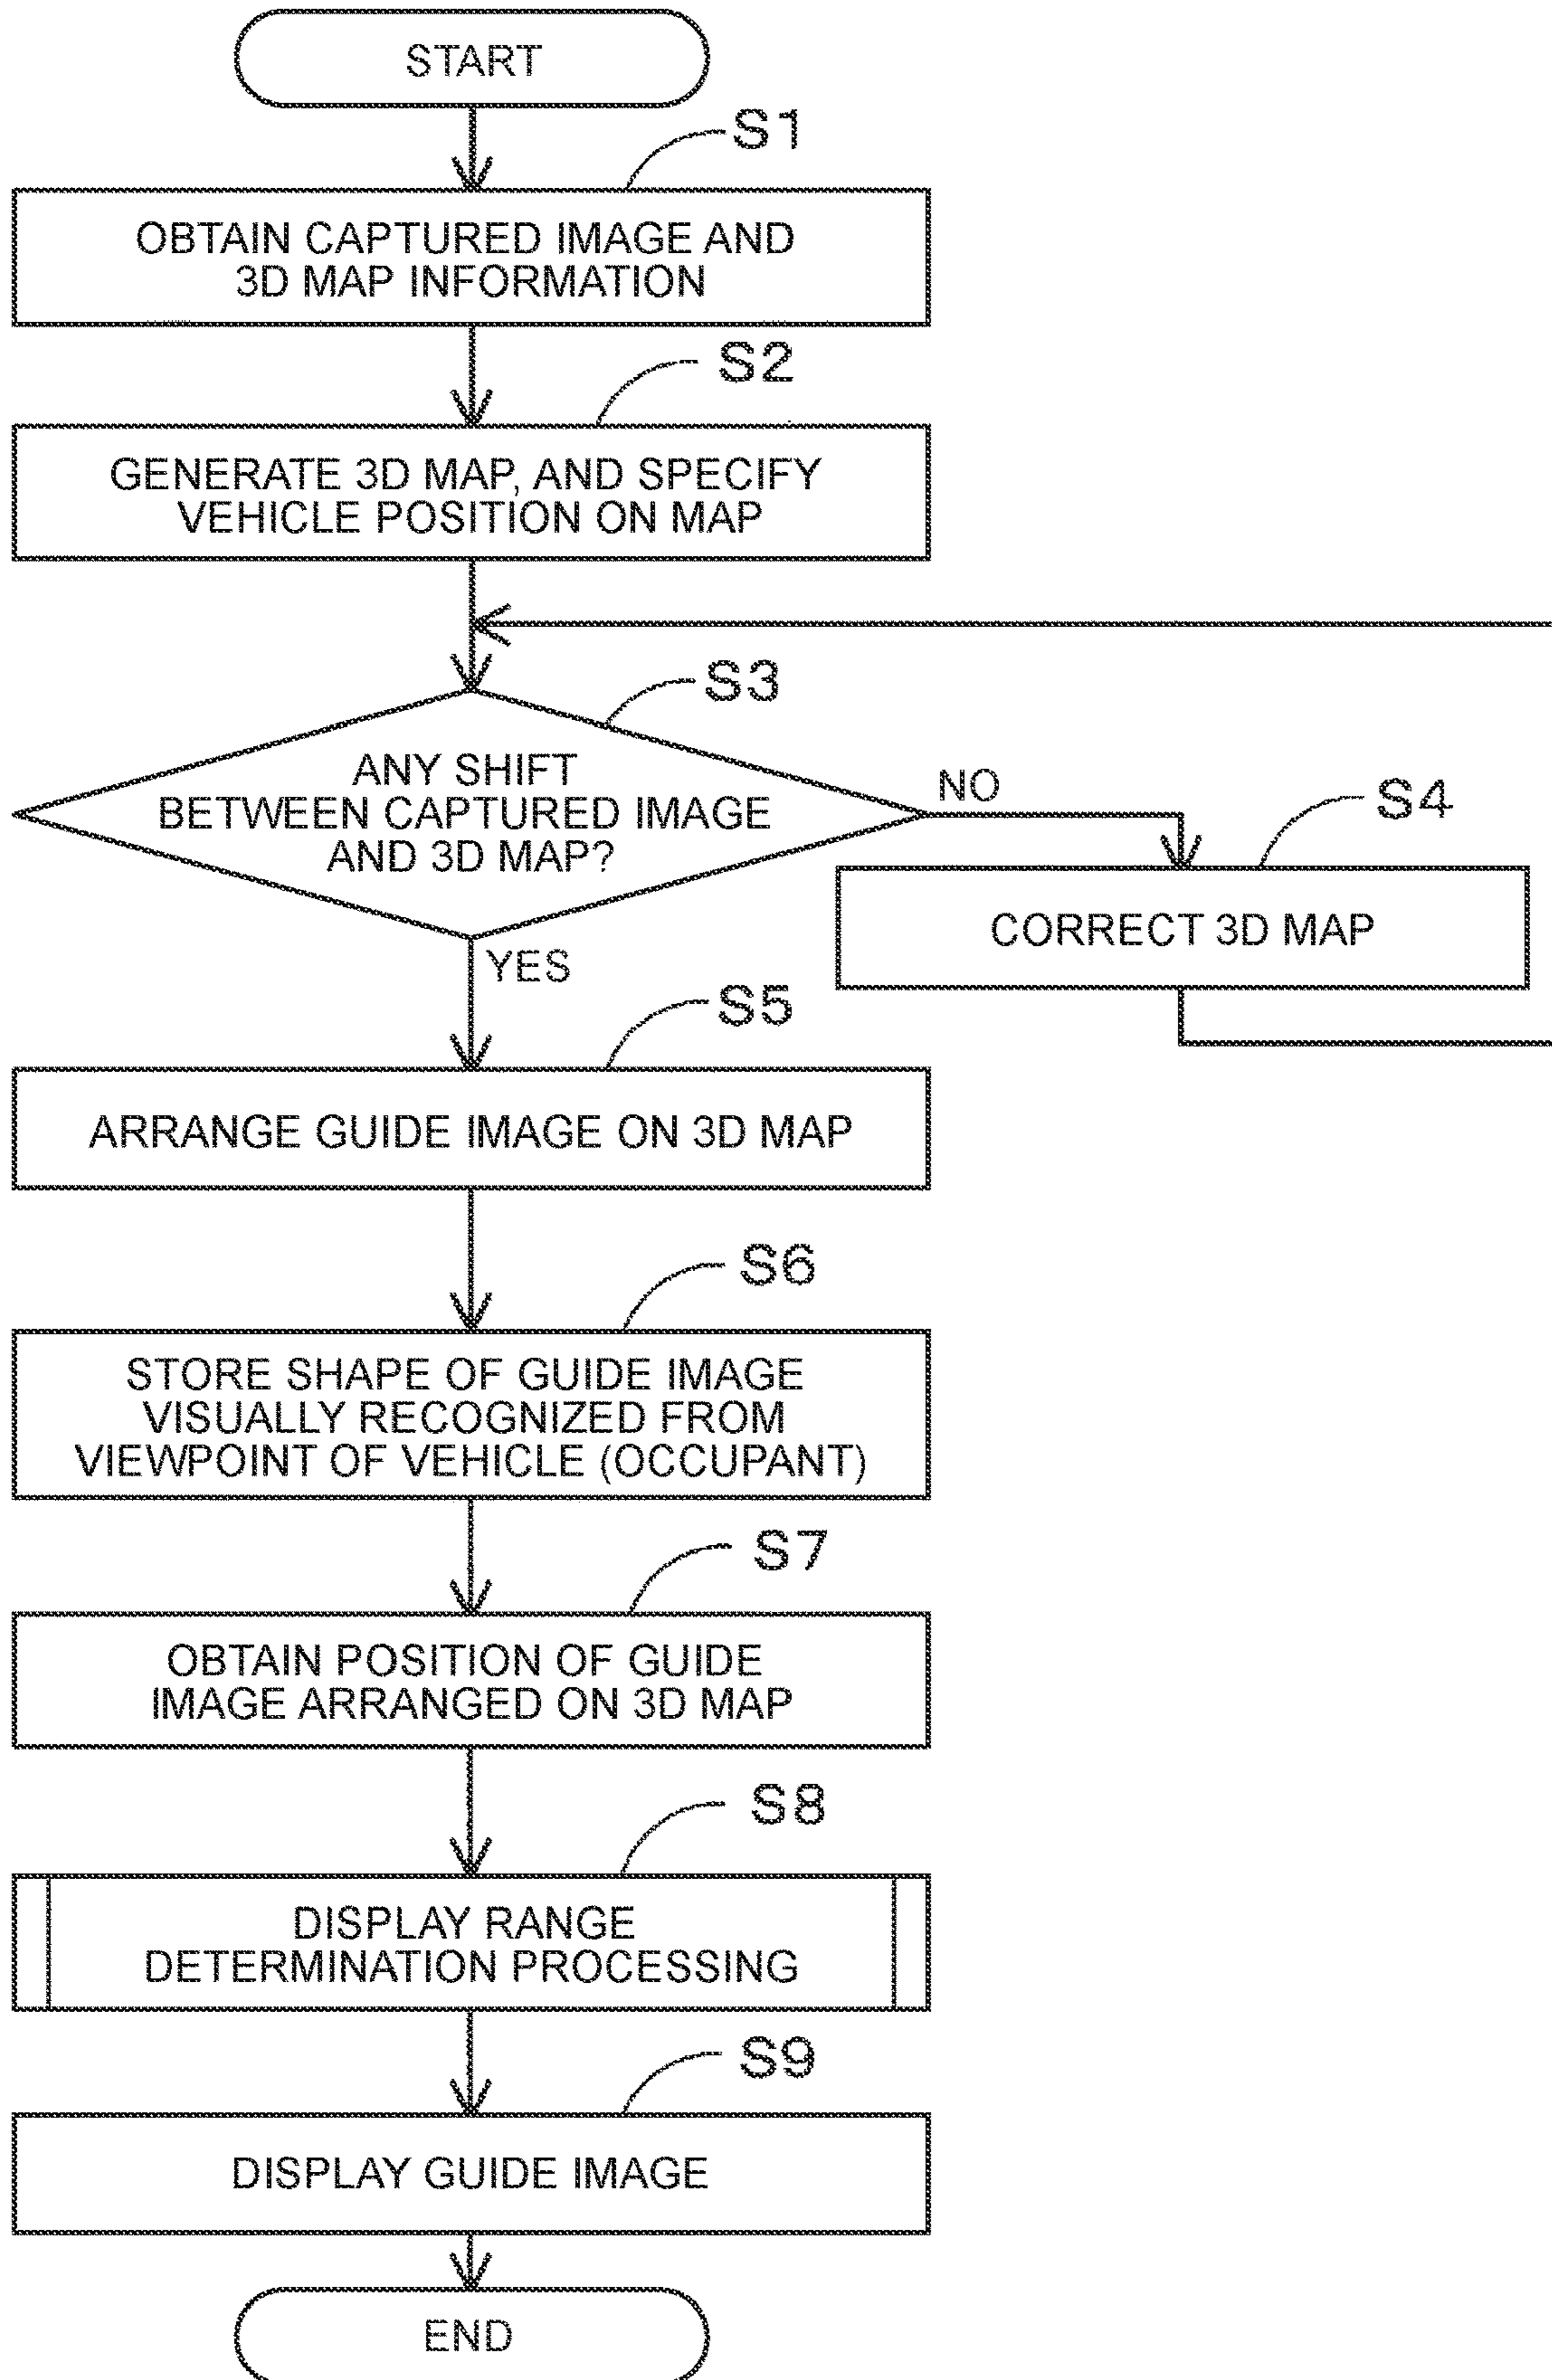 START
S1
OBTAIN CAPTURED IMAGE AND
3D MAP INFORMATION
S2
GENERATE 3D MAP, AND SPECIFY
VEHICLE POSITION ON MAP
S3
ANY SHIFT
BETWEEN CAPTURED IMAGE
AND 3D MAP?
NO
S4
CORRECT 3D MAP
YES
S5
ARRANGE GUIDE IMAGE ON 3D MAP
S6
STORE SHAPE OF GUIDE IMAGE
VISUALLY RECOGNIZED FROM
VIEWPOINT OF VEHICLE (OCCUPANT)
S7
OBTAIN POSITION OF GUIDE
IMAGE ARRANGED ON 3D MAP
S8
DISPLAY RANGE
DETERMINATION PROCESSING
S9
DISPLAY GUIDE IMAGE
END